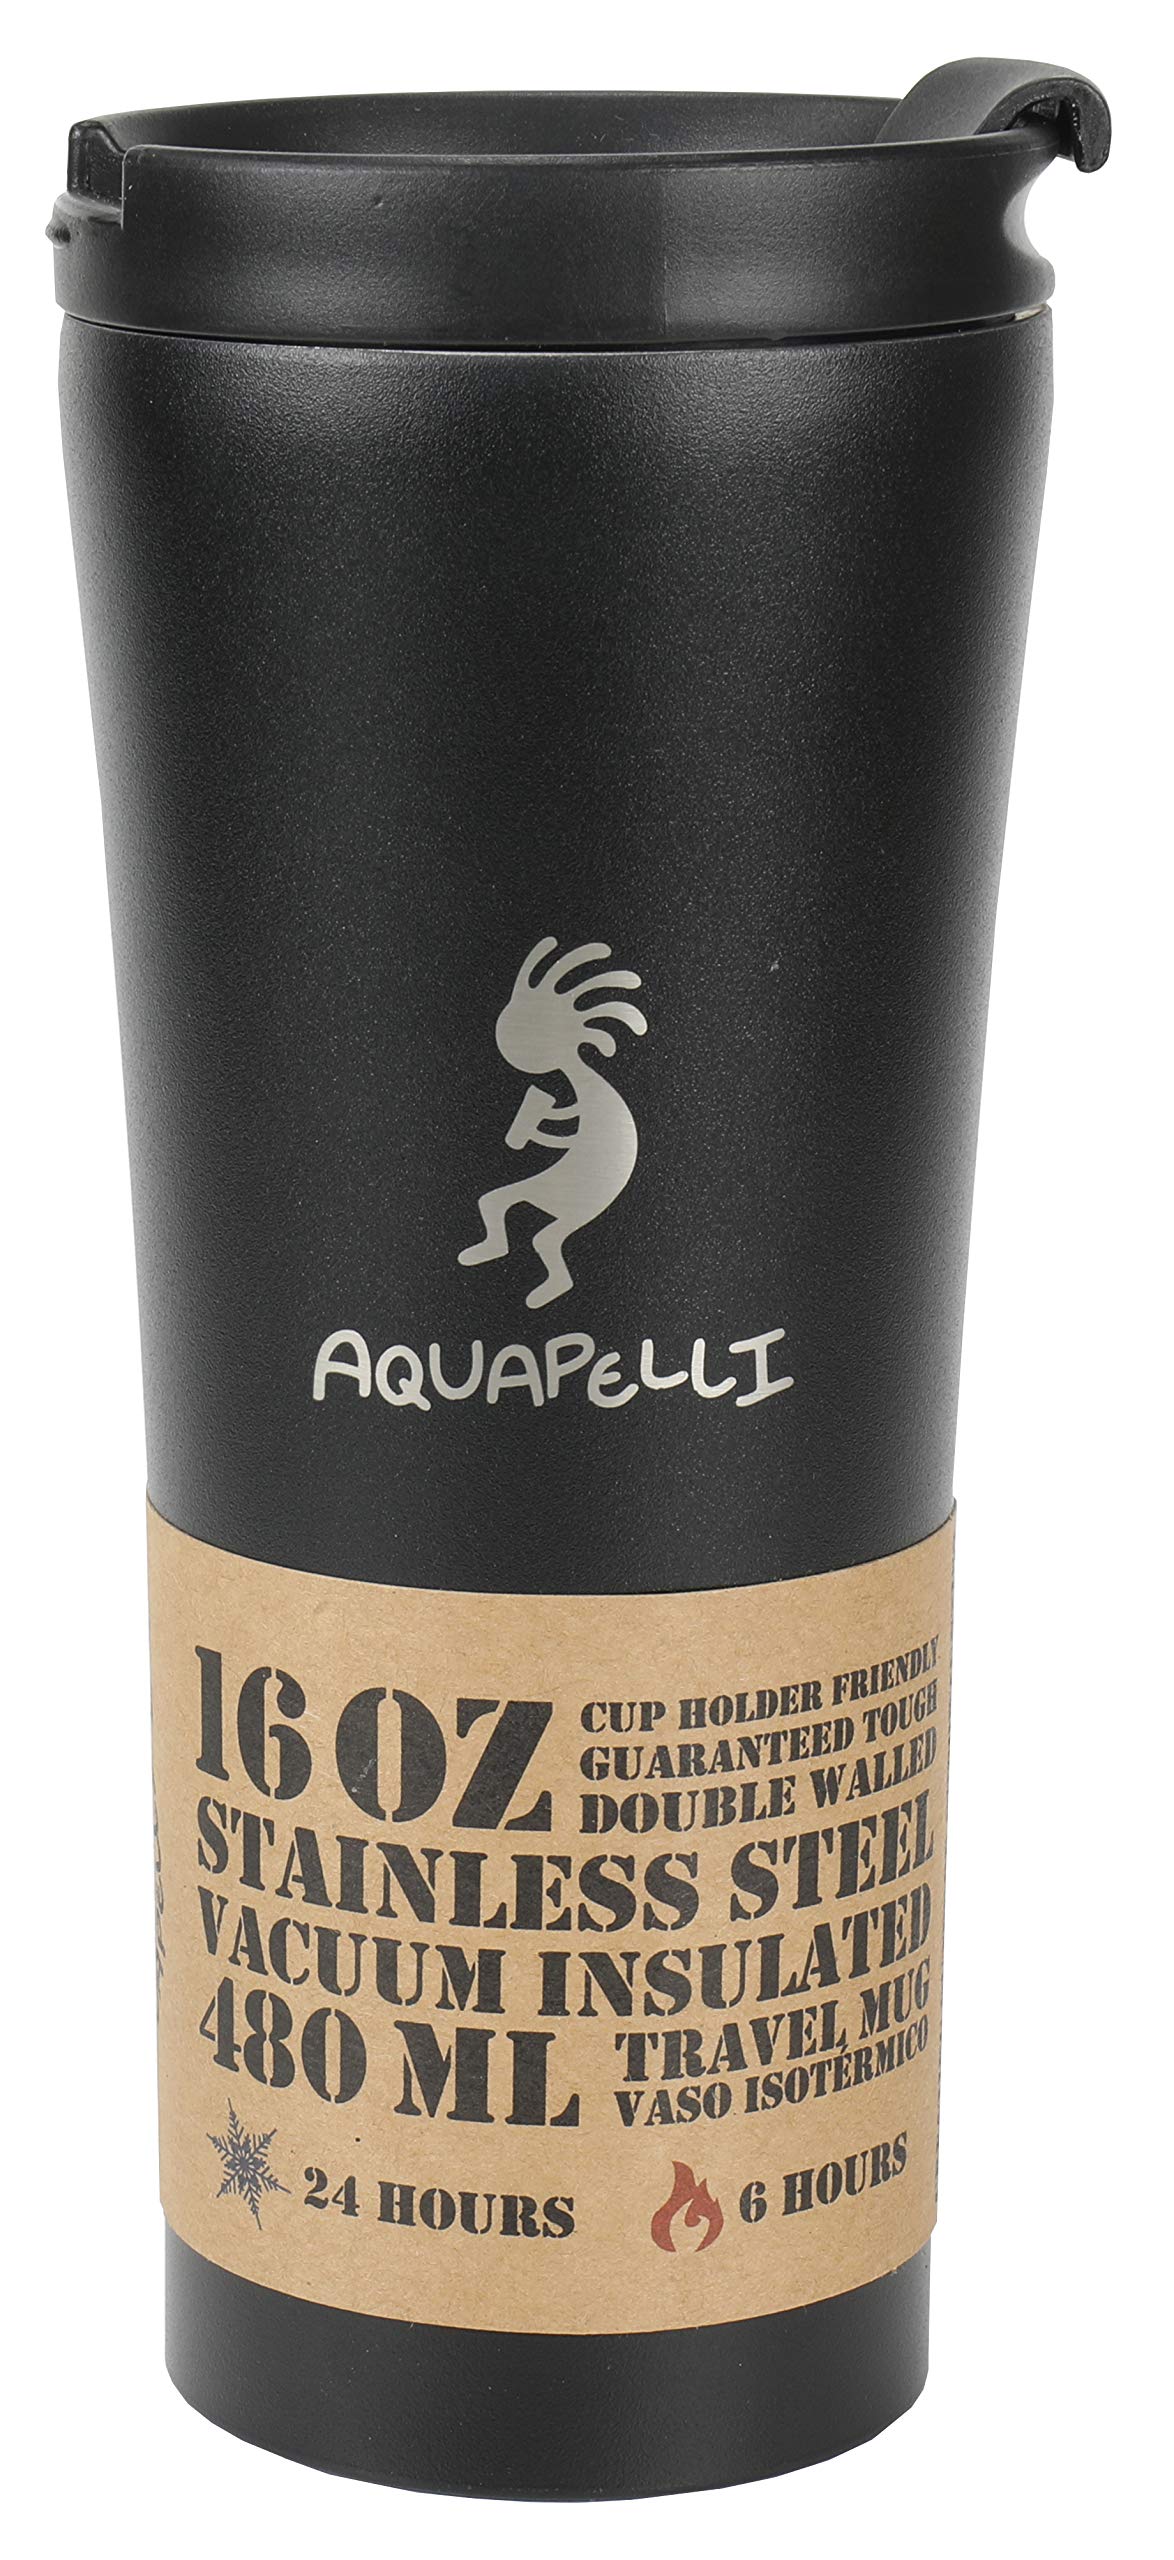 AQUAPELLI
16 OZ
CUP HOLDER FRIENDLY
GUARANTEED TOUGH
DOUBLE WALLED
STAINLESS STEEL
VACUUM INSULATED
480 ML
TRAVEL MUG
VASO ISOTÉRMICO
24 HOURS
6 HOURS